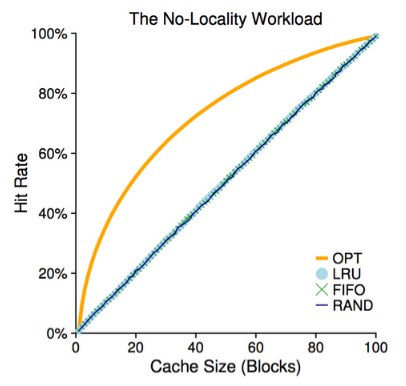 The No-Locality Workload
100%
80%
60%
40%
20%
0%
Hit Rate
0 20 40 60 80 100
Cache Size (Blocks)
OPT
LRU
FIFO
RAND